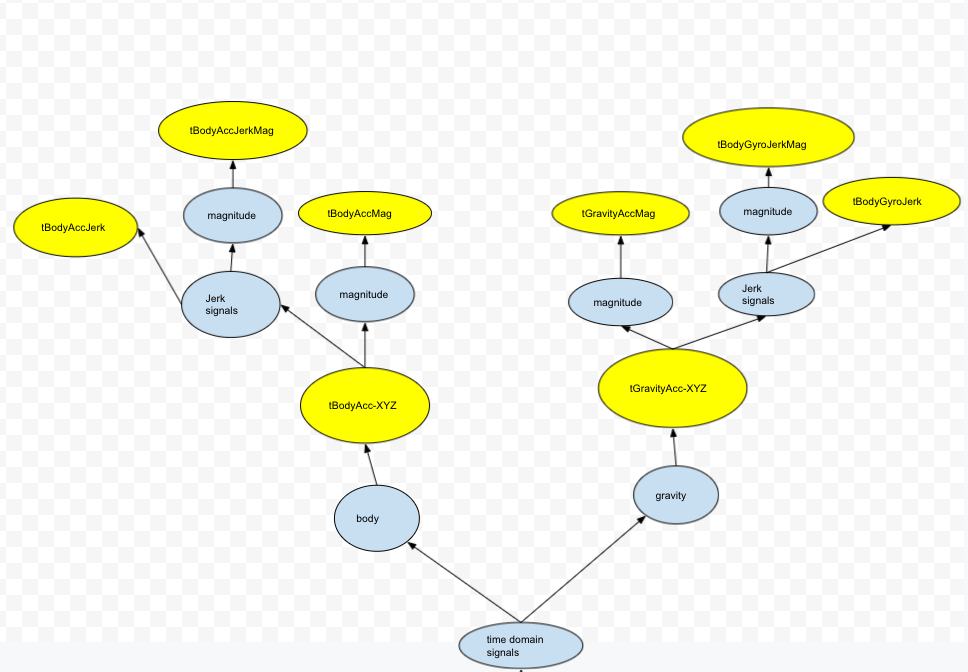 tBodyAccJerkMag
tBodyGyroJerkMag
tBodyAccJerk
magnitude
tBodyAccMag
tGravityAccMag
magnitude
tBodyGyroJerk
Jerk
signals
magnitude
magnitude
Jerk
signals
tBodyAcc-XYZ
tGravityAcc-XYZ
body
gravity
time domain
signals